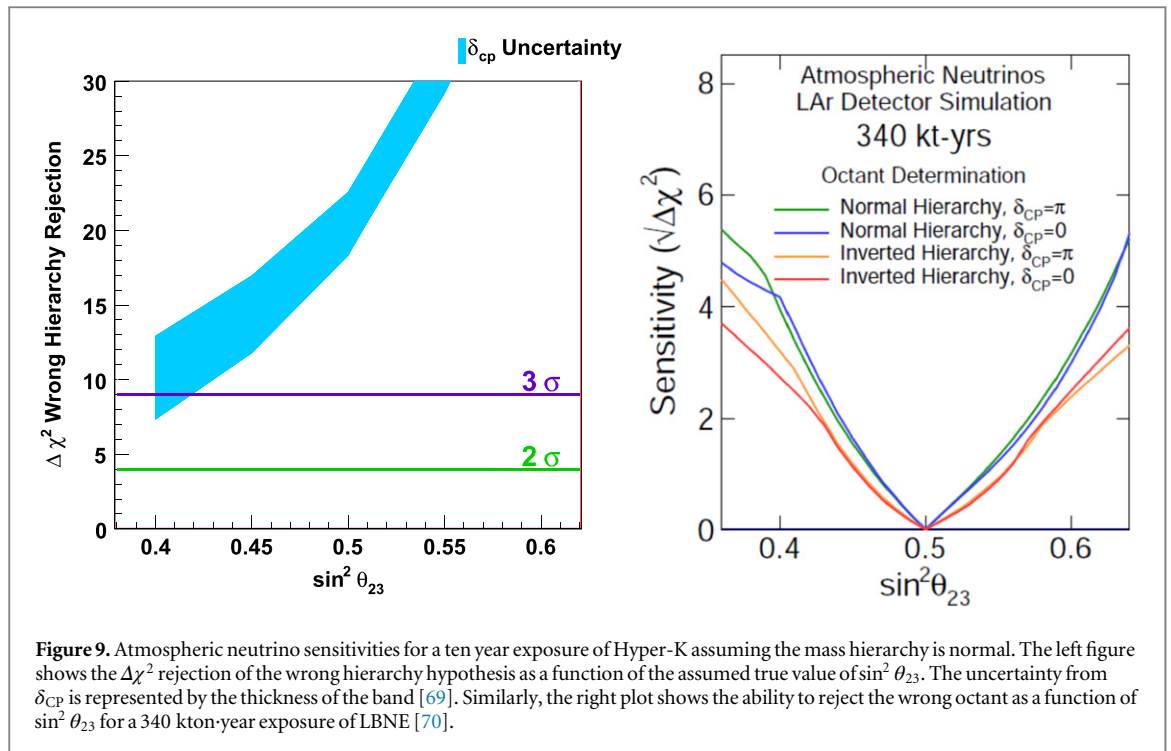 δcp Uncertainty
30
25
20
15
10
5
0
Δ χ² Wrong Hierarchy Rejection
3 σ
2 σ
0.4 0.45 0.5 0.55 0.6
sin² θ23
8
6
4
2
0
Sensitivity (√Δχ²)
Atmospheric Neutrinos
LAr Detector Simulation
340 kt-yrs
Octant Determination
Normal Hierarchy, δCP=π
Normal Hierarchy, δCP=0
Inverted Hierarchy, δCP=π
Inverted Hierarchy, δCP=0
0.4 0.5 0.6
sin²θ23
Figure 9. Atmospheric neutrino sensitivities for a ten year exposure of Hyper-K assuming the mass hierarchy is normal. The left figure
shows the Δχ² rejection of the wrong hierarchy hypothesis as a function of the assumed true value of sin² θ23. The uncertainty from
δCP is represented by the thickness of the band [69]. Similarly, the right plot shows the ability to reject the wrong octant as a function of
sin² θ23 for a 340 kton·year exposure of LBNE [70].